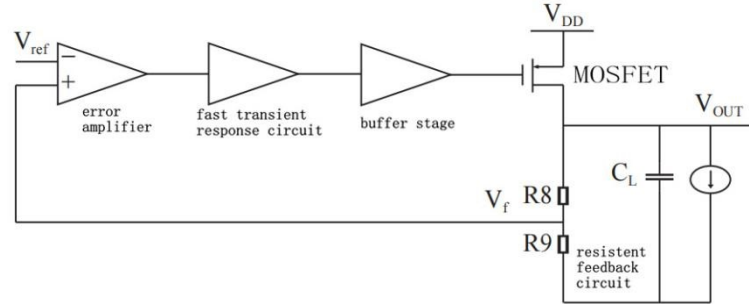 V_DD
V_ref
−
+
MOSFET
error
amplifier
fast transient
response circuit
buffer stage
V_OUT
C_L
V_f
R8
R9
resistent
feedback
circuit